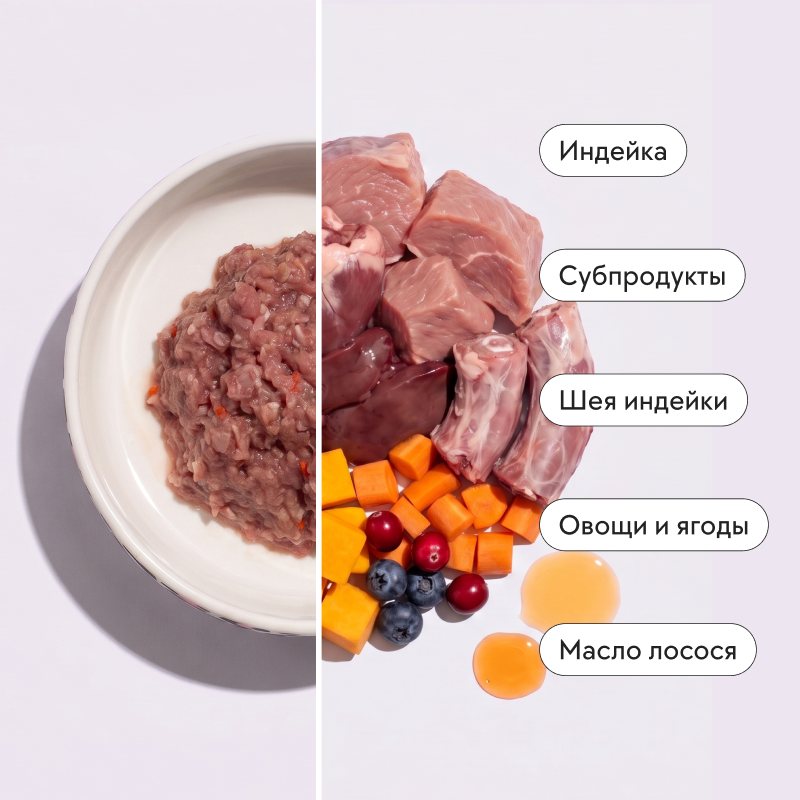 Индейка
Субпродукты
Шея индейки
Овощи и ягоды
Масло лосося